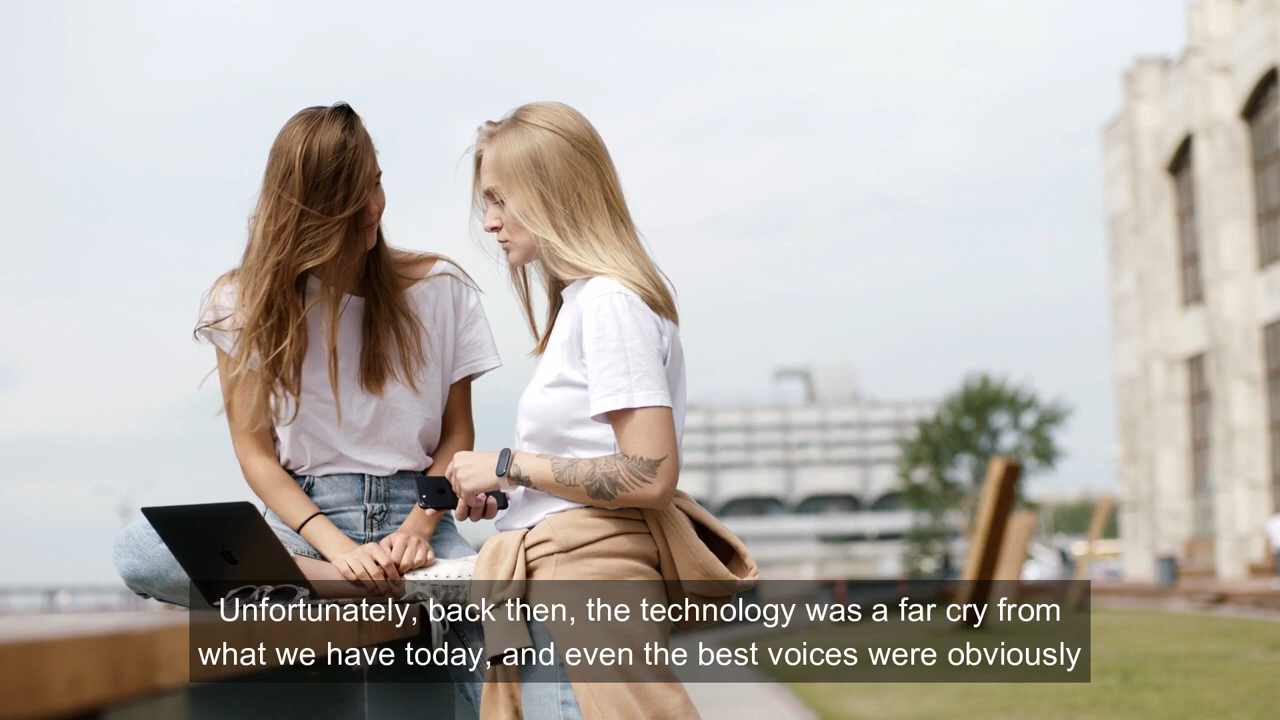 Unfortunately, back then, the technology was a far cry from
what we have today, and even the best voices were obviously